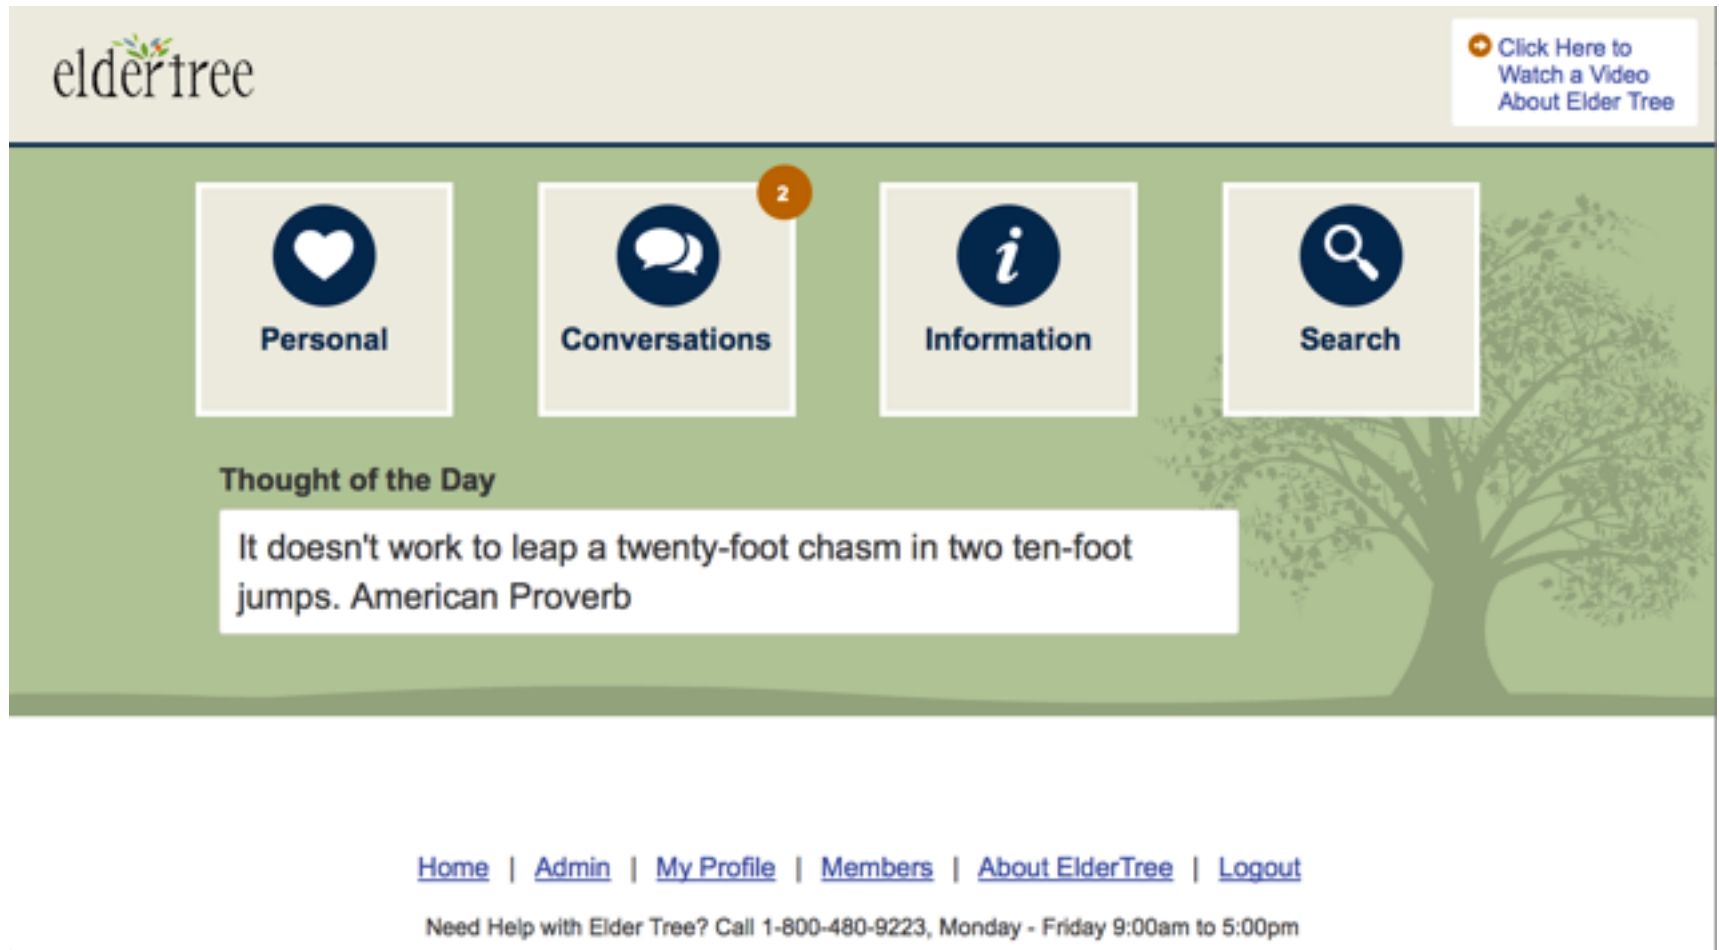 eldertree
Click Here to
Watch a Video
About Elder Tree
2
Personal
Conversations
Information
Search
Thought of the Day
It doesn't work to leap a twenty-foot chasm in two ten-foot
jumps. American Proverb
Home | Admin | My Profile | Members | About ElderTree | Logout
Need Help with Elder Tree? Call 1-800-480-9223, Monday - Friday 9:00am to 5:00pm